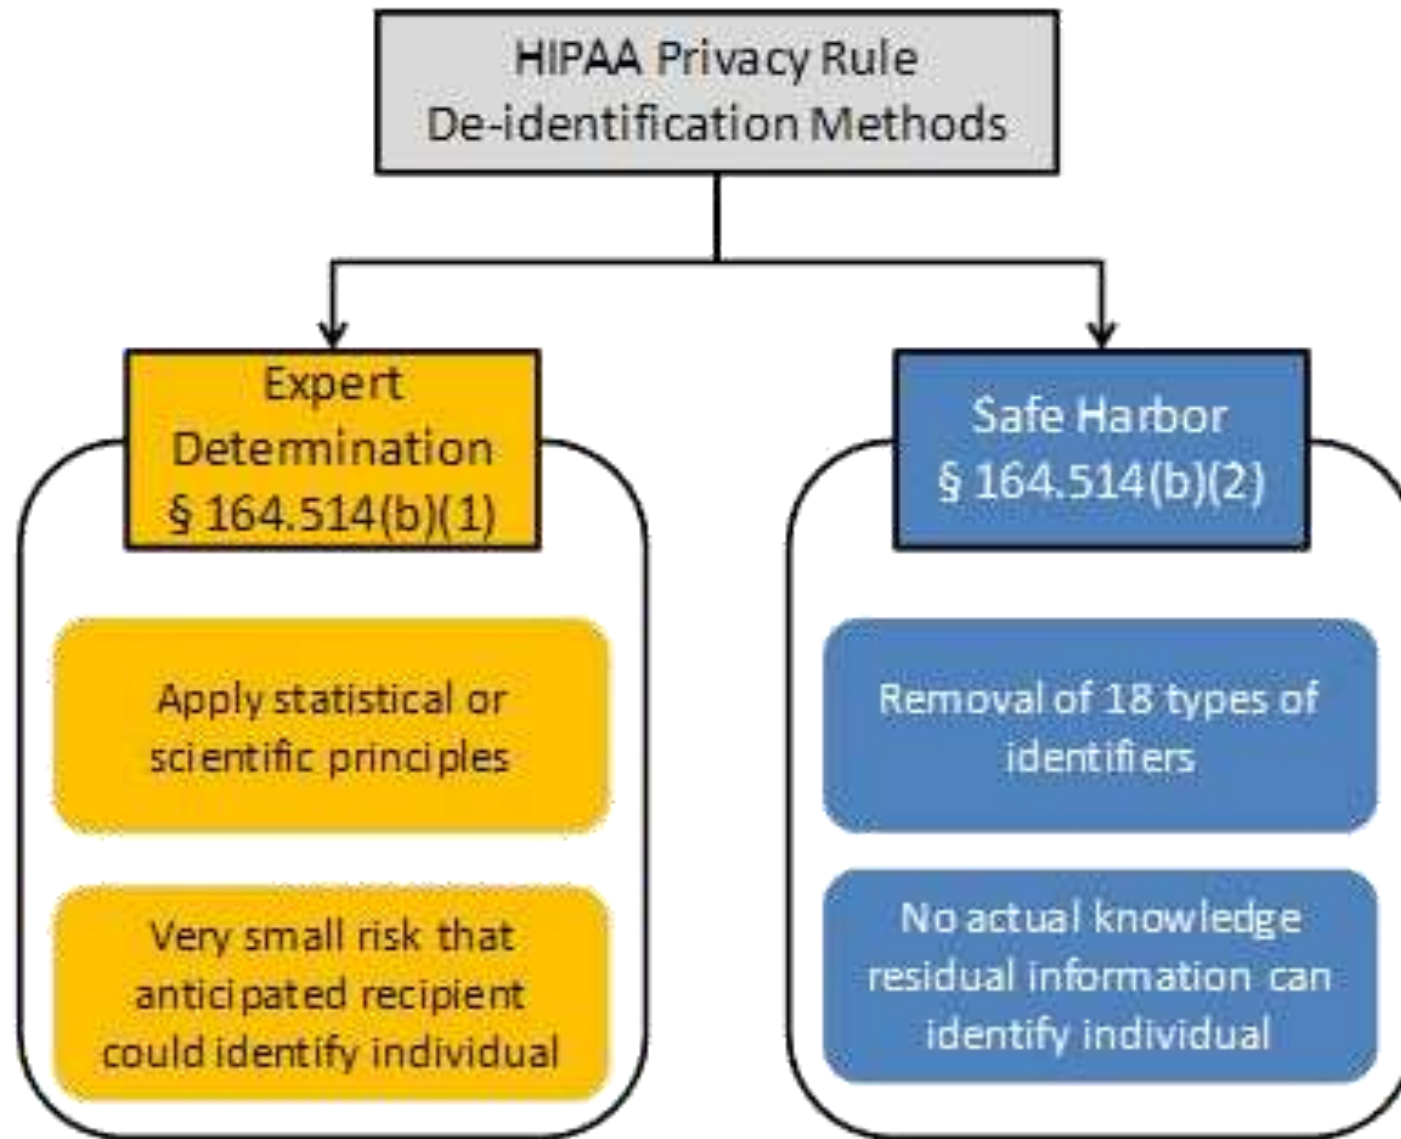 HIPAA Privacy Rule
De-identification Methods
Expert
Determination
§ 164.514(b)(1)
Apply statistical or
scientific principles
Very small risk that
anticipated recipient
could identify individual
Safe Harbor
§ 164.514(b)(2)
Removal of 18 types of
identifiers
No actual knowledge
residual information can
identify individual